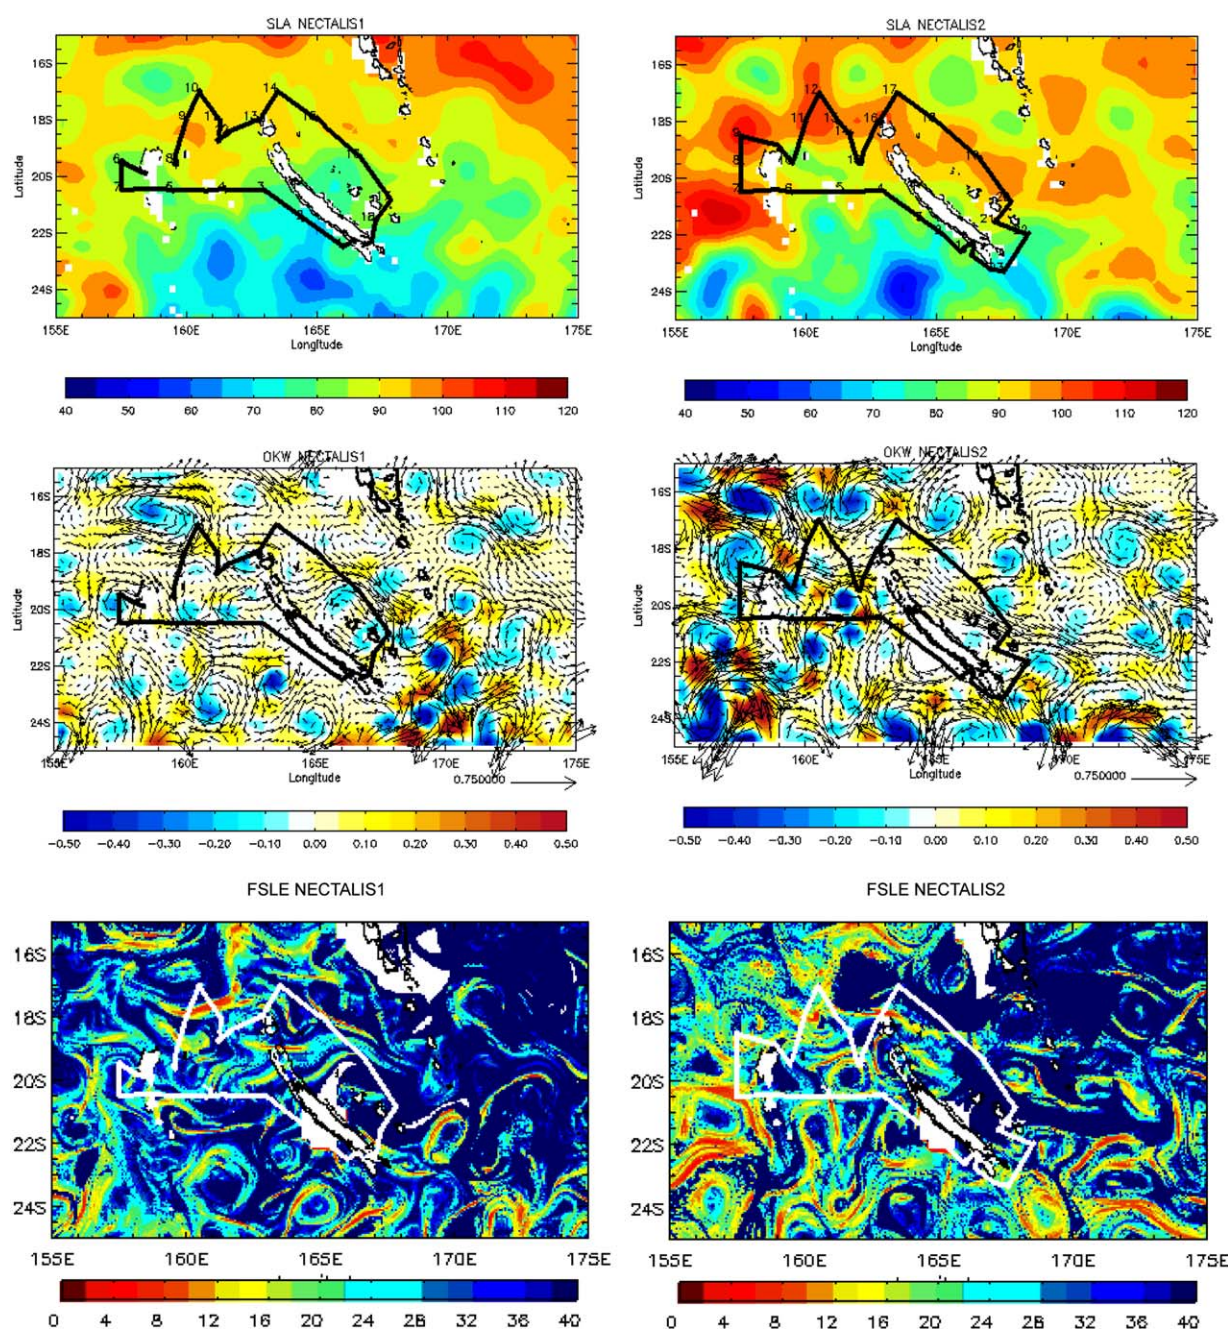 SLA NECTALIS1
SLA NECTALIS2
16S
18S
20S
22S
24S
Latitude
155E 160E 165E 170E 175E
Longitude
16S
18S
20S
22S
24S
Latitude
155E 160E 165E 170E 175E
Longitude
40 50 60 70 80 90 100 110 120
40 50 60 70 80 90 100 110 120
OKW NECTALIS1
OKW NECTALIS2
16S
18S
20S
22S
24S
Latitude
155E 160E 165E 170E 175E
Longitude
0.750000
16S
18S
20S
22S
24S
Latitude
155E 160E 165E 170E 175E
Longitude
0.750000
-0.50 -0.40 -0.30 -0.20 -0.10 0.00 0.10 0.20 0.30 0.40 0.50
-0.50 -0.40 -0.30 -0.20 -0.10 0.00 0.10 0.20 0.30 0.40 0.50
FSLE NECTALIS1
FSLE NECTALIS2
16S
18S
20S
22S
24S
155E 160E 165E 170E 175E
16S
18S
20S
22S
24S
155E 160E 165E 170E 175E
0 4 8 12 16 20 24 28 32 36 40
0 4 8 12 16 20 24 28 32 36 40